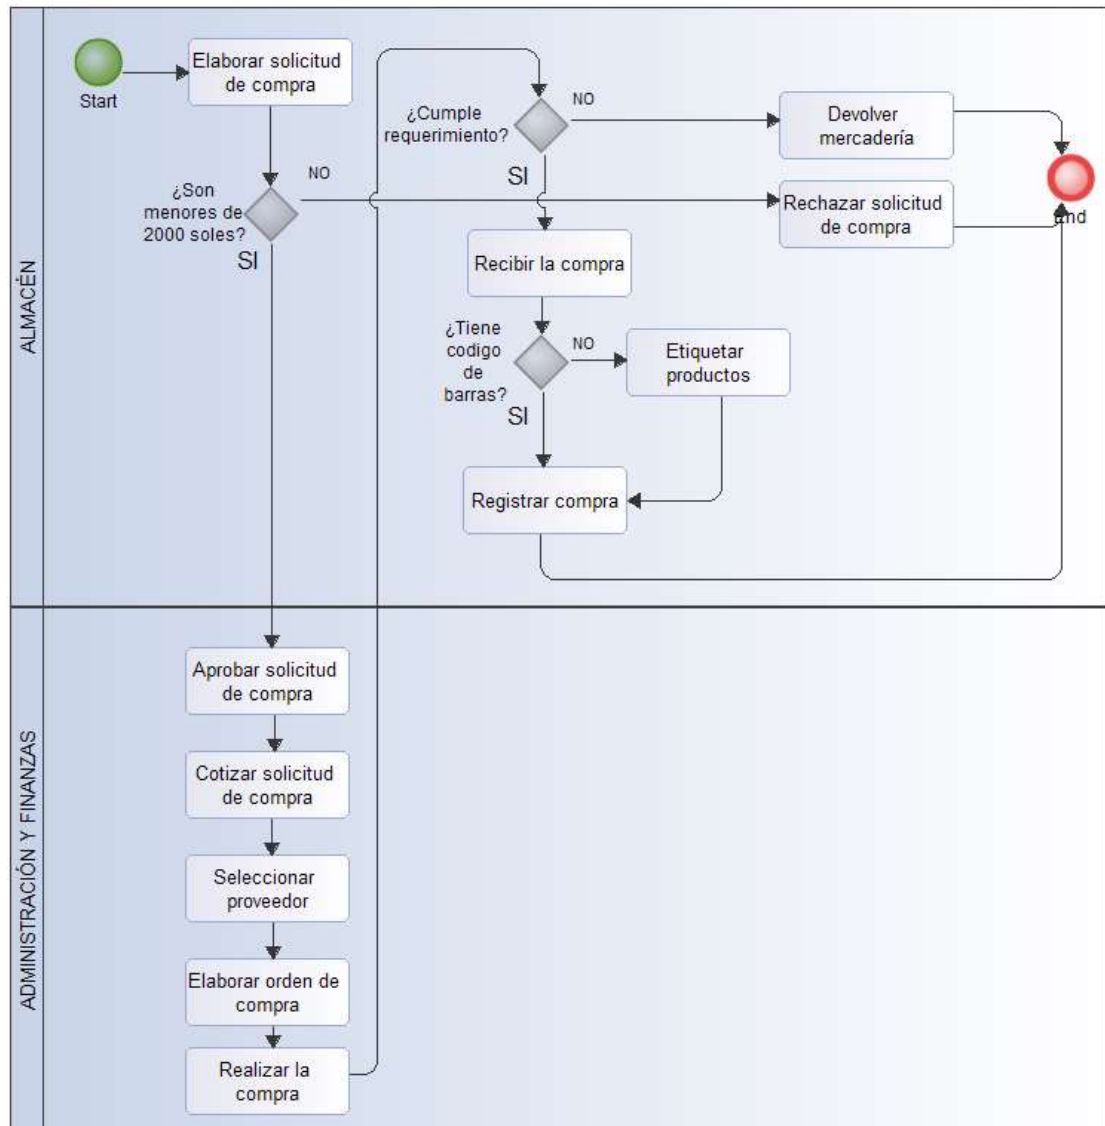 ALMACÉN
Start
Elaborar solicitud
de compra
¿Son
menores de
2000 soles?
NO
SI
¿Cumple
requerimiento?
NO
SI
Devolver
mercadería
Rechazar solicitud
de compra
End
Recibir la compra
¿Tiene
codigo
de
barras?
NO
SI
Etiquetar
productos
Registrar compra
ADMINISTRACIÓN Y FINANZAS
Aprobar solicitud
de compra
Cotizar solicitud
de compra
Seleccionar
proveedor
Elaborar orden de
compra
Realizar la
compra